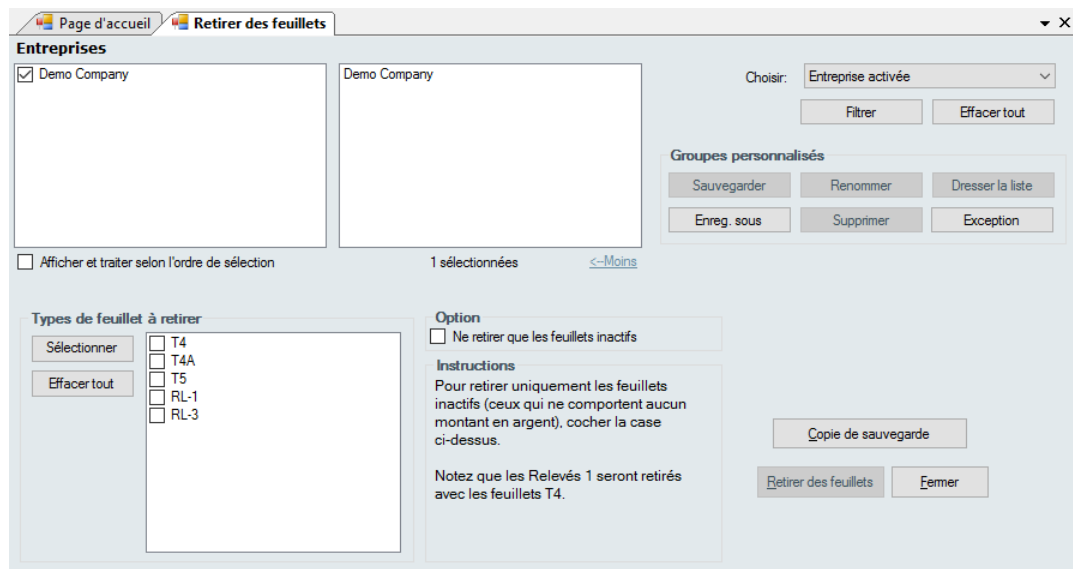 Page d'accueil
Retirer des feuillets
Entreprises
Demo Company
Demo Company
Choisir:
Entreprise activée
Filtrer
Effacer tout
Groupes personnalisés
Sauvegarder
Renommer
Dresser la liste
Enreg. sous
Supprimer
Exception
Afficher et traiter selon l'ordre de sélection
1 sélectionnées
<--Moins
Types de feuillet à retirer
Sélectionner
Effacer tout
T4
T4A
T5
RL-1
RL-3
Option
Ne retirer que les feuillets inactifs
Instructions
Pour retirer uniquement les feuillets
inactifs (ceux qui ne comportent aucun
montant en argent), cocher la case
ci-dessus.
Notez que les Relevés 1 seront retirés
avec les feuillets T4.
Copie de sauvegarde
Retirer des feuillets
Fermer